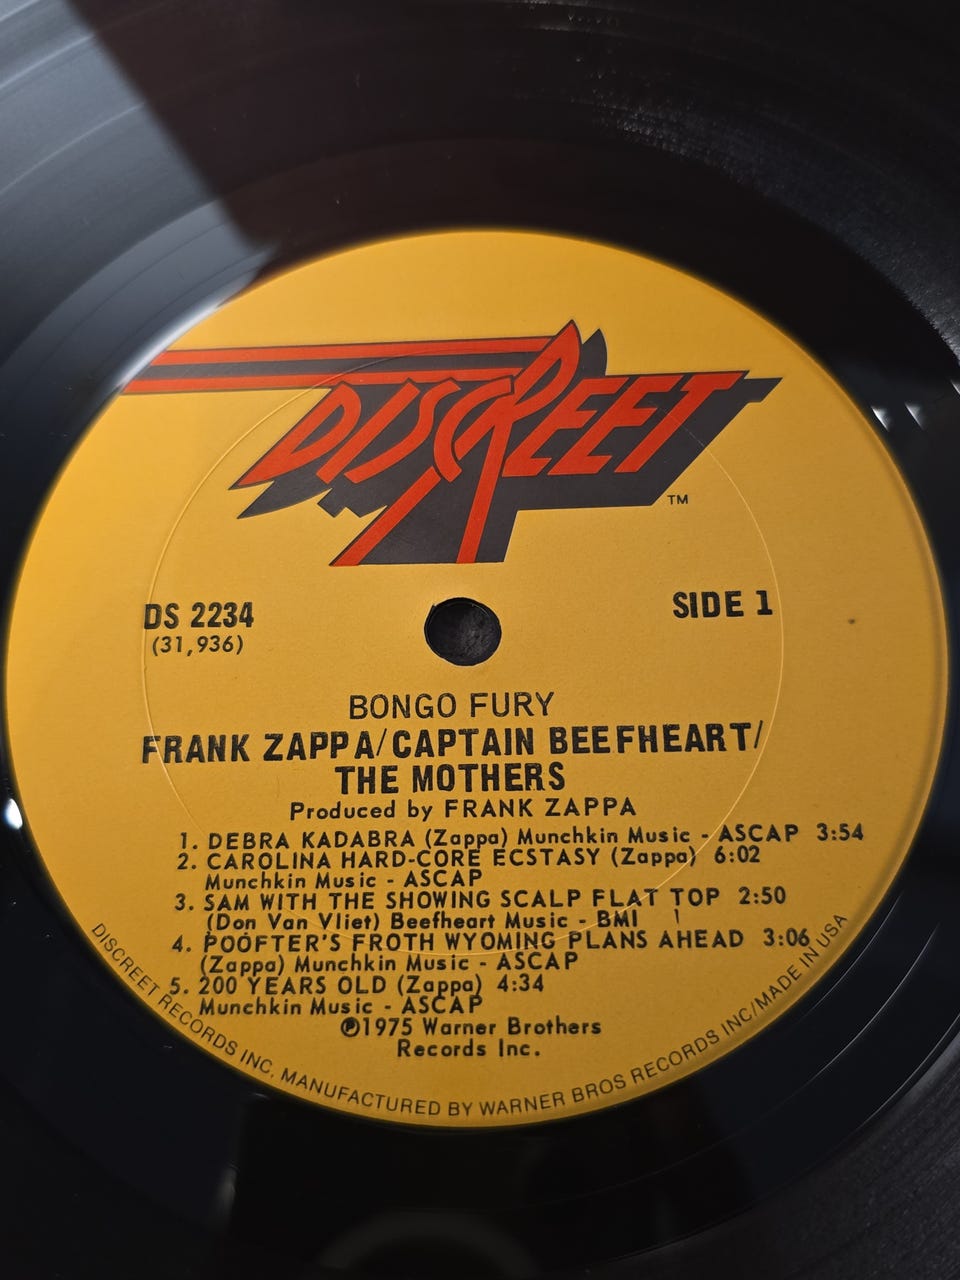 DISCREET
TM
DS 2234
SIDE 1
(31,936)
BONGO FURY
FRANK ZAPPA/CAPTAIN BEEFHEART/
THE MOTHERS
Produced by FRANK ZAPPA
1. DEBRA KADABRA (Zappa) Munchkin Music - ASCAP 3:54
2. CAROLINA HARD-CORE ECSTASY (Zappa) 6:02
Munchkin Music - ASCAP
3. SAM WITH THE SHOWING SCALP FLAT TOP 2:50
(Don Van Vliet) Beefheart Music - BMI
4. POOFTER'S FROTH WYOMING PLANS AHEAD 3:06
(Zappa) Munchkin Music - ASCAP
5. 200 YEARS OLD (Zappa) 4:34
Munchkin Music - ASCAP
℗1975 Warner Brothers
Records Inc.
DISCREET RECORDS INC. MANUFACTURED BY WARNER BROS RECORDS INC/MADE IN USA